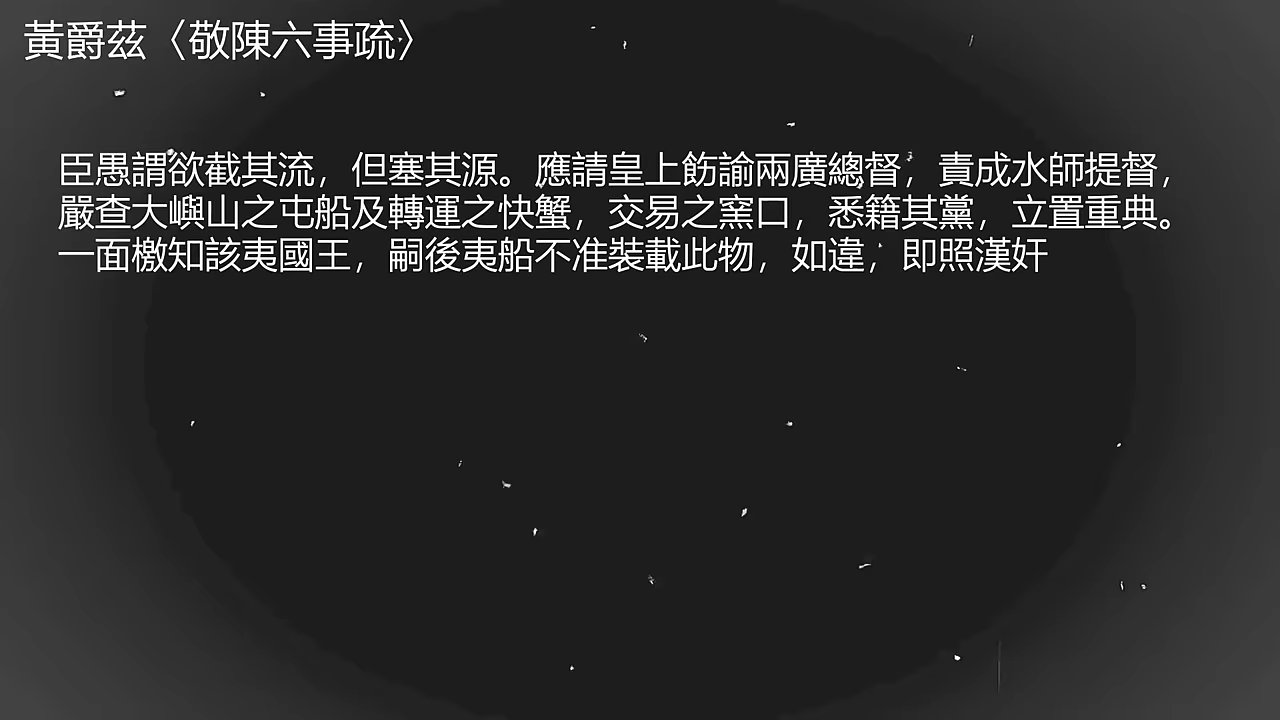 黃爵茲〈敬陳六事疏〉
臣愚謂欲截其流，但塞其源。應請皇上飭諭兩廣總督，責成水師提督，
嚴查大嶼山之屯船及轉運之快蟹，交易之窯口，悉籍其黨，立置重典。
一面檄知該夷國王，嗣後夷船不准裝載此物，如違，即照漢奸